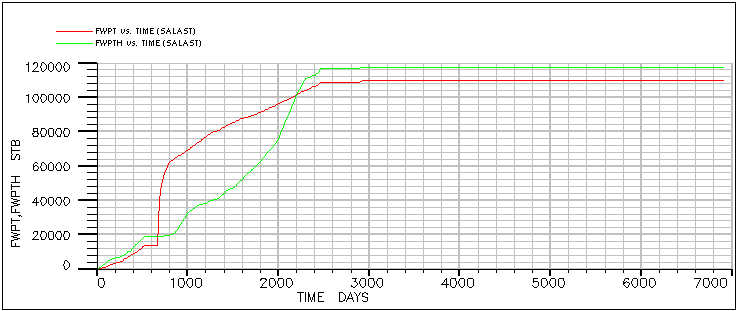 FWPT vs. TIME (SALAST)
FWPTH vs. TIME (SALAST)
120000
100000
80000
60000
40000
20000
0
FWPT,FWPTH STB
0 1000 2000 3000 4000 5000 6000 7000
TIME DAYS